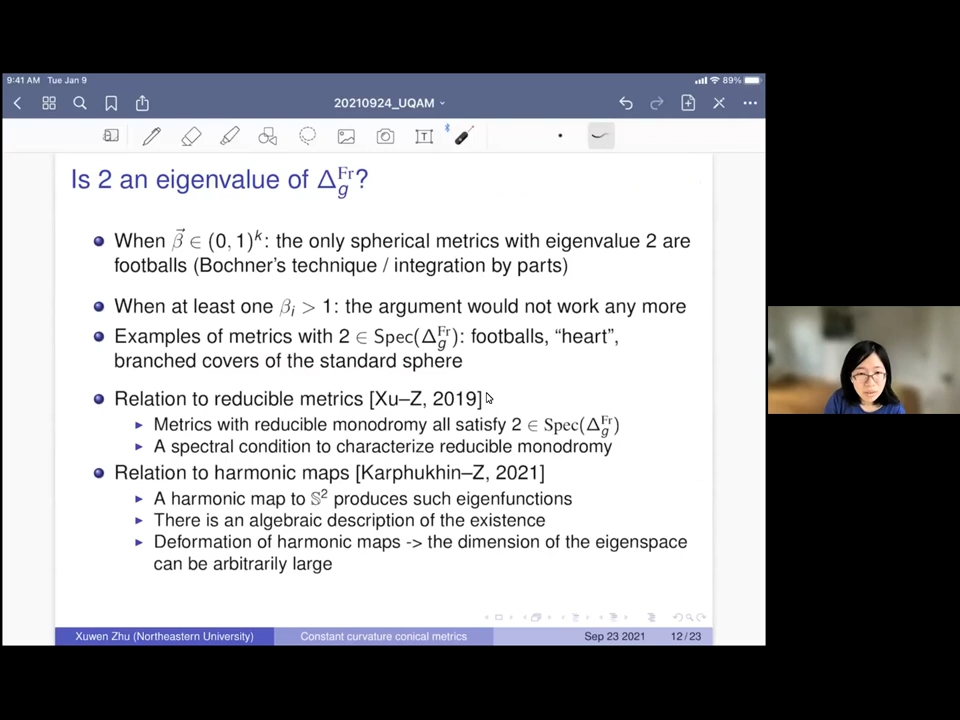 9:41 AM Tue Jan 9
89%
20210924_UQAM
T
Is 2 an eigenvalue of Δ_g^Fr?
When β⃗ ∈ (0, 1)^k: the only spherical metrics with eigenvalue 2 are
footballs (Bochner's technique / integration by parts)
When at least one β_i > 1: the argument would not work any more
Examples of metrics with 2 ∈ Spec(Δ_g^Fr): footballs, “heart”,
branched covers of the standard sphere
Relation to reducible metrics [Xu–Z, 2019]
Metrics with reducible monodromy all satisfy 2 ∈ Spec(Δ_g^Fr)
A spectral condition to characterize reducible monodromy
Relation to harmonic maps [Karphukhin–Z, 2021]
A harmonic map to 𝕊² produces such eigenfunctions
There is an algebraic description of the existence
Deformation of harmonic maps -> the dimension of the eigenspace
can be arbitrarily large
Xuwen Zhu (Northeastern University) Constant curvature conical metrics Sep 23 2021 12 / 23